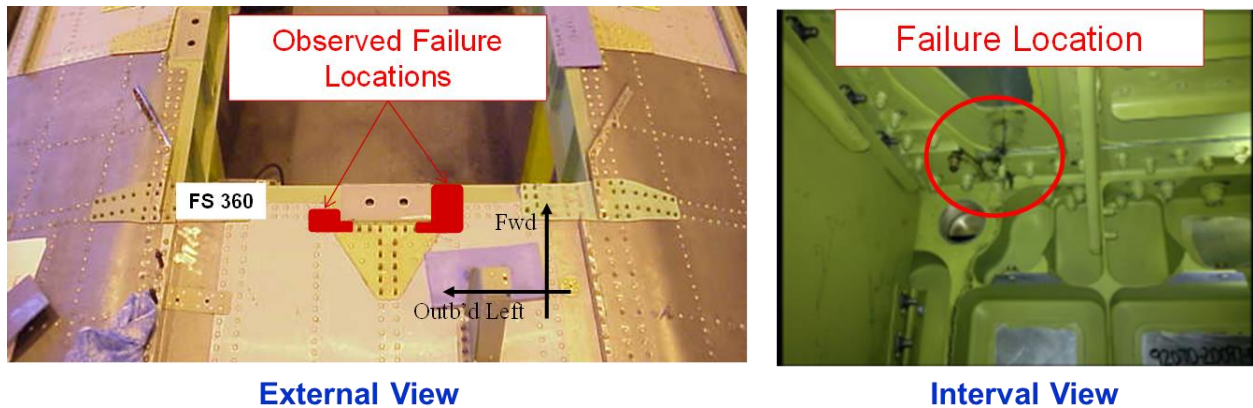 Observed Failure
Locations
FS 360
Fwd
Outb'd Left
External View
Failure Location
Interval View